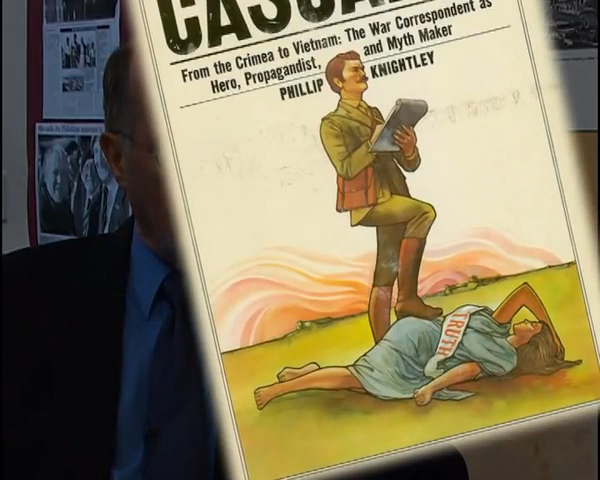 CASUA
From the Crimea to Vietnam: The War Correspondent as
Hero, Propagandist, and Myth Maker
PHILLIP KNIGHTLEY
TRUTH